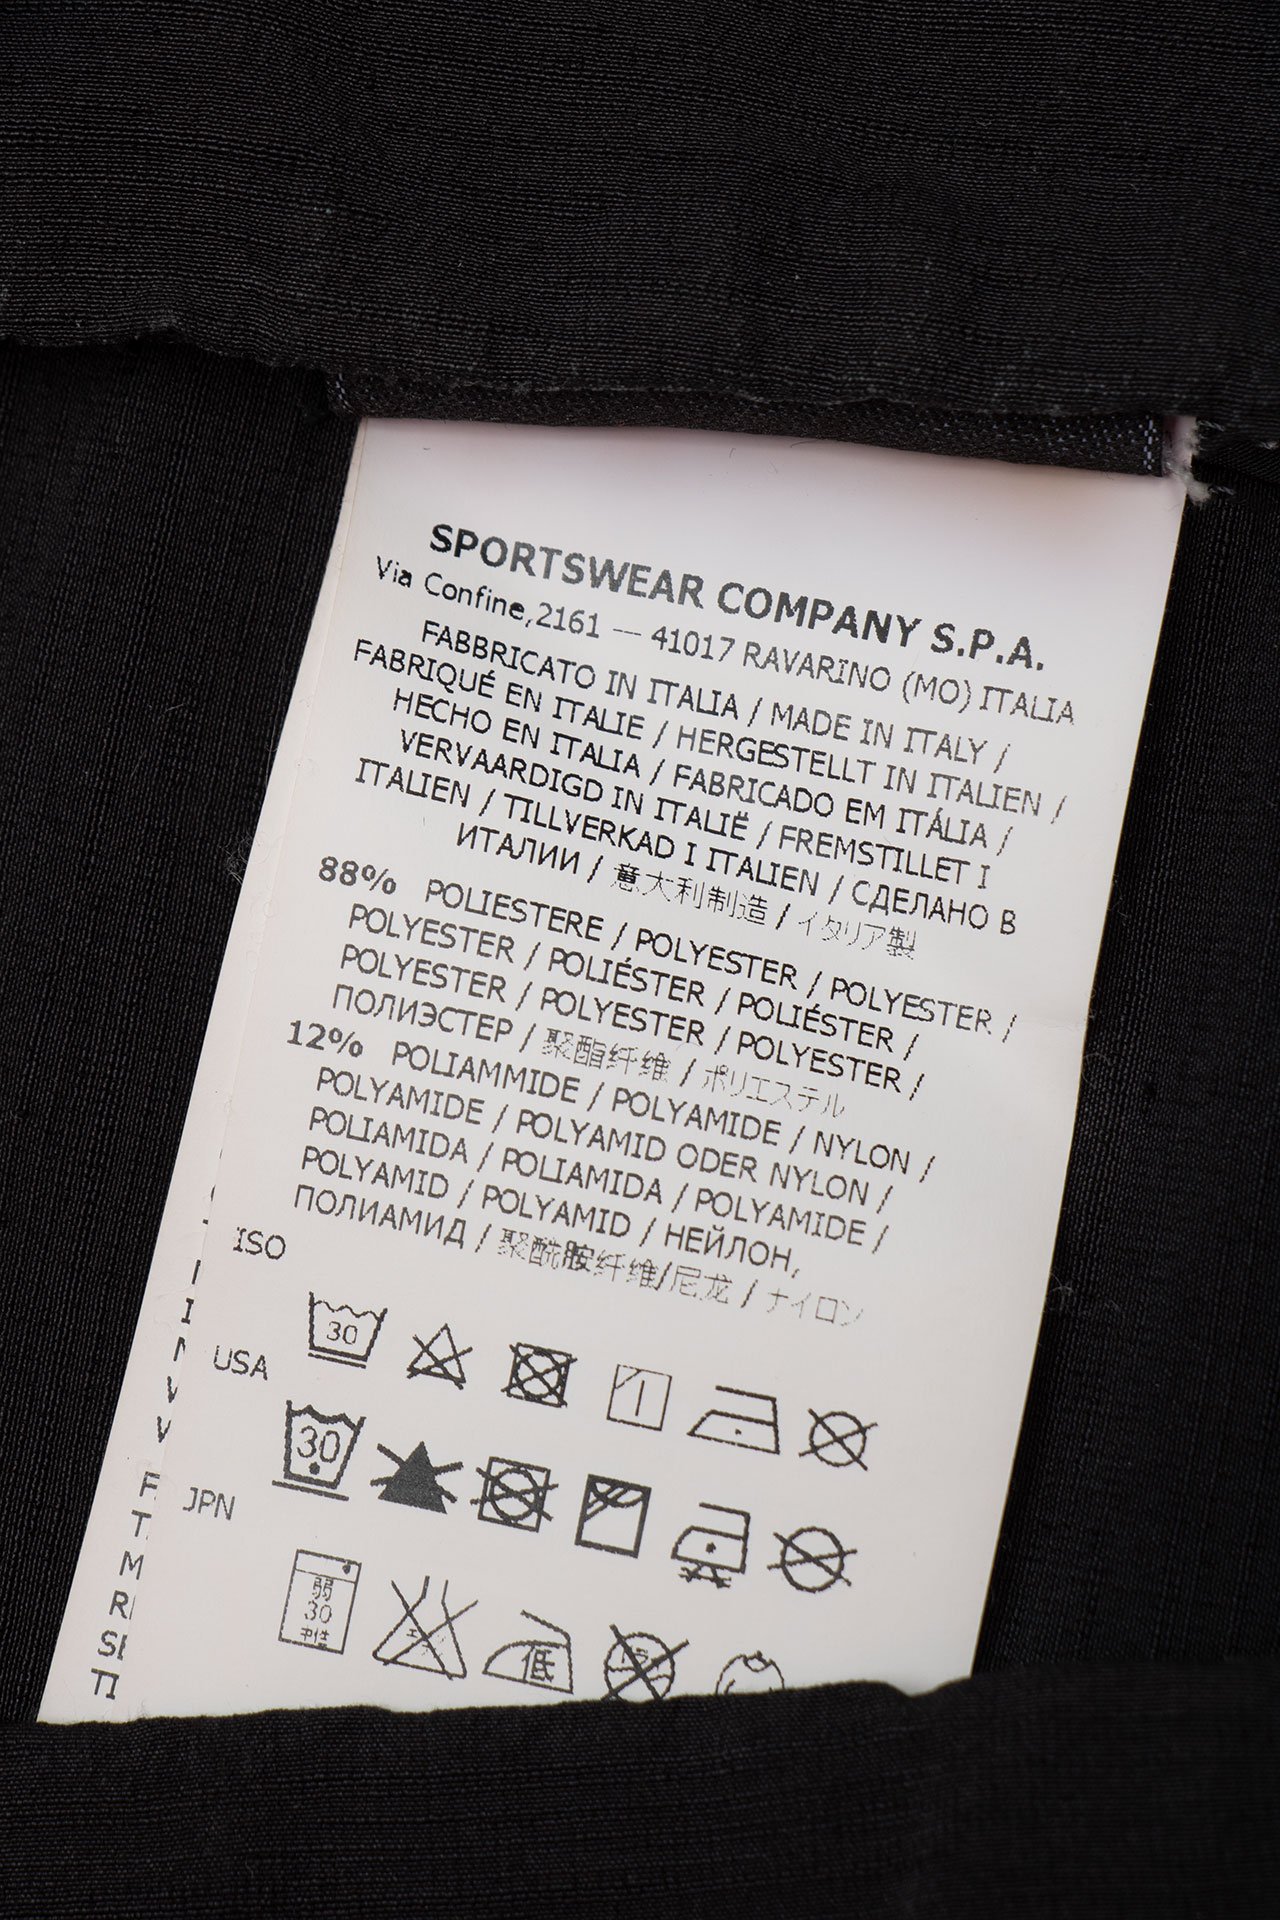 SPORTSWEAR COMPANY S.P.A.
Via Confine,2161 — 41017 RAVARINO (MO) ITALIA
FABBRICATO IN ITALIA / MADE IN ITALY /
FABRIQUÉ EN ITALIE / HERGESTELLT IN ITALIEN /
HECHO EN ITALIA / FABRICADO EM ITÁLIA /
VERVAARDIGD IN ITALIË / FREMSTILLET I
ITALIEN / TILLVERKAD I ITALIEN / СДЕЛАНО В
ИТАЛИИ / 意大利制造 / イタリア製
88% POLIESTERE / POLYESTER / POLYESTER /
POLYESTER / POLIÉSTER / POLIÉSTER /
POLYESTER / POLYESTER / POLYESTER /
ПОЛИЭСТЕР / 聚酯纤维 / ポリエステル
12% POLIAMMIDE / POLYAMIDE / NYLON /
POLYAMIDE / POLYAMID ODER NYLON /
POLIAMIDA / POLIAMIDA / POLYAMIDE /
POLYAMID / POLYAMID / НЕЙЛОН,
ПОЛИАМИД / 聚酰胺纤维/尼龙 / ナイロン
ISO
30
USA
30
JPN
弱
30
中性
低